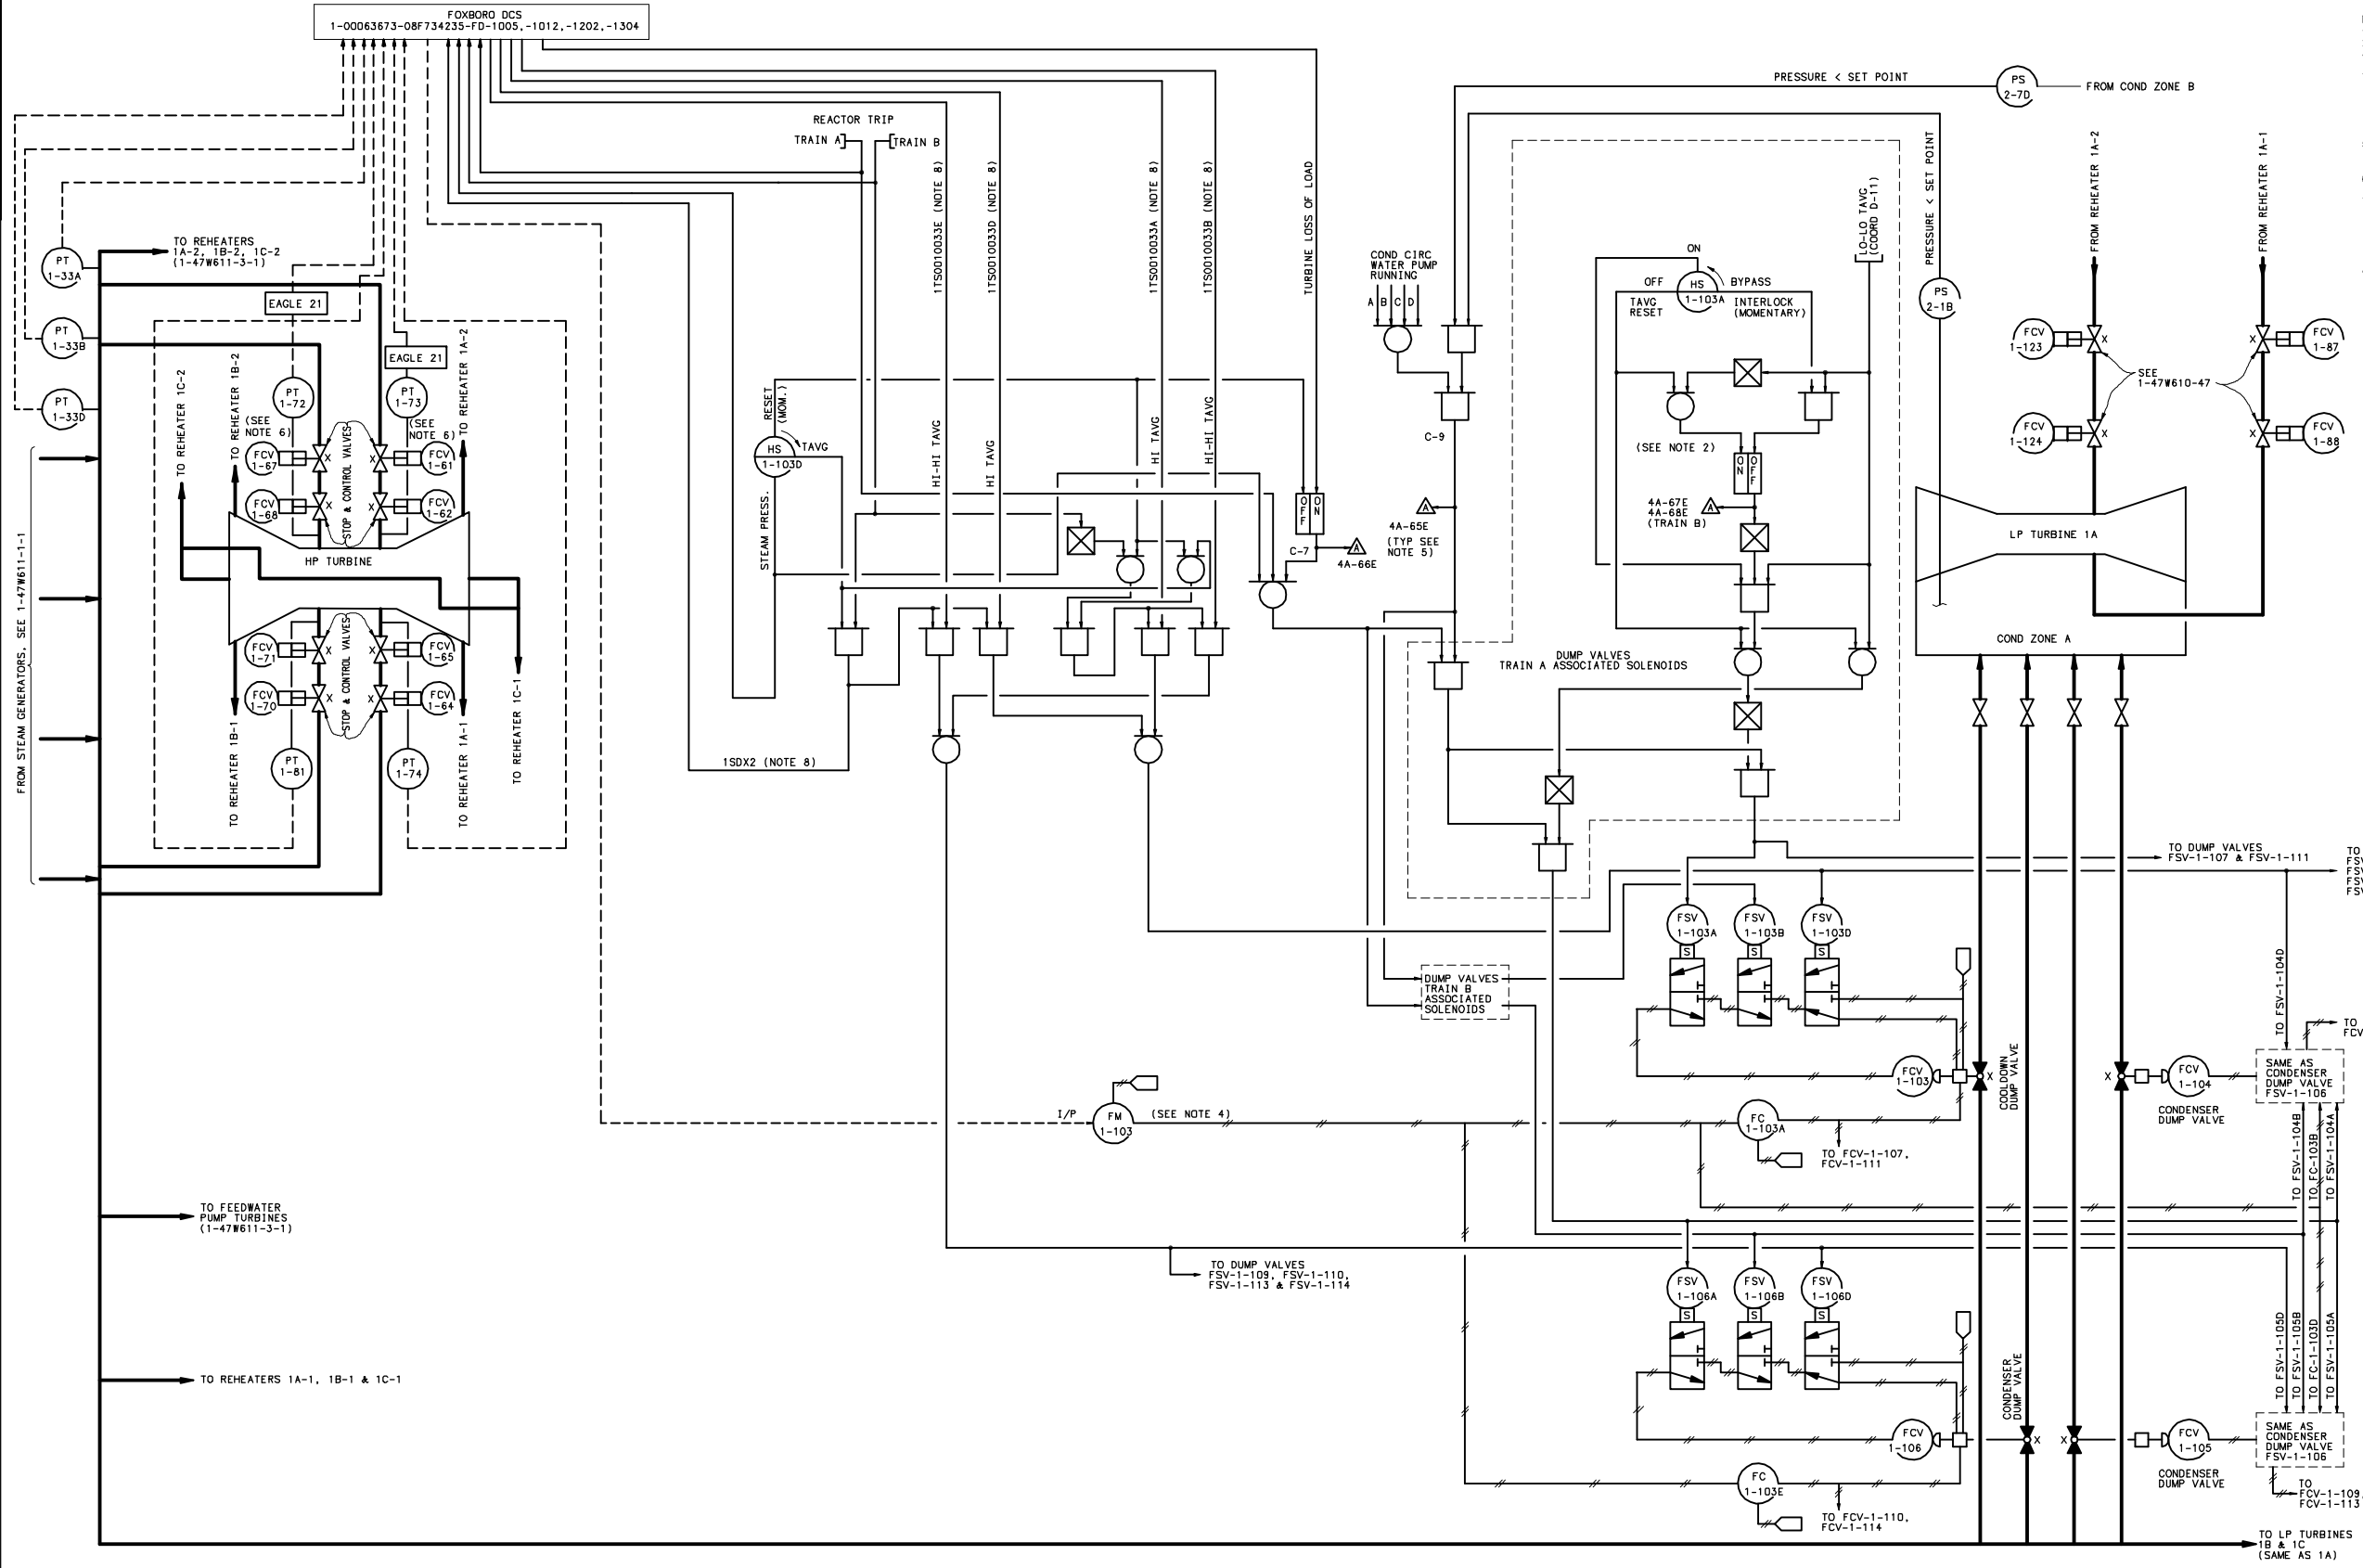 FOXBORO DCS
1-00063673-08F734235-FD-1005,-1012,-1202,-1304
PRESSURE < SET POINT
PS
2-7D
FROM COND ZONE B
REACTOR TRIP
TRAIN A
TRAIN B
1TS0010033E (NOTE 8)
1TS0010033D (NOTE 8)
1TS0010033A (NOTE 8)
1TS0010033B (NOTE 8)
TURBINE LOSS OF LOAD
HI-HI TAVG
HI TAVG
HI TAVG
HI-HI TAVG
PRESSURE < SET POINT
FROM REHEATER 1A-2
FROM REHEATER 1A-1
LO-LO TAVG
(COORD D-11)
PS
2-1B
COND CIRC
WATER PUMP
RUNNING
A B C D
C-9
ON
OFF
HS
1-103A
BYPASS
TAVG
RESET
INTERLOCK
(MOMENTARY)
(SEE NOTE 2)
ON
OFF
4A-67E
4A-68E
(TRAIN B)
A
4A-65E
(TYP SEE
NOTE 5)
A
OFF
ON
C-7
A
4A-66E
DUMP VALVES
TRAIN A ASSOCIATED SOLENOIDS
FCV
1-123
FCV
1-87
SEE
1-47W610-47
FCV
1-124
FCV
1-88
LP TURBINE 1A
COND ZONE A
TO REHEATERS
1A-2, 1B-2, 1C-2
(1-47W611-3-1)
PT
1-33A
PT
1-33B
PT
1-33D
EAGLE 21
EAGLE 21
TO REHEATER 1C-2
TO REHEATER 1B-2
TO REHEATER 1A-2
PT
1-72
PT
1-73
(SEE
NOTE 6)
(SEE
NOTE 6)
FCV
1-67
FCV
1-61
FCV
1-68
FCV
1-62
STOP & CONTROL VALVES
HP TURBINE
FCV
1-71
FCV
1-65
FCV
1-70
FCV
1-64
STOP & CONTROL VALVES
PT
1-81
PT
1-74
TO REHEATER 1B-1
TO REHEATER 1A-1
TO REHEATER 1C-1
FROM STEAM GENERATORS, SEE 1-47W611-1-1
RESET
(MOM.)
HS
1-103D
TAVG
STEAM PRESS.
1SDX2 (NOTE 8)
TO DUMP VALVES
FSV-1-107 & FSV-1-111
TO
FSV
FSV
FSV
FSV
1-103A
S
FSV
1-103B
S
FSV
1-103D
S
DUMP VALVES
TRAIN B
ASSOCIATED
SOLENOIDS
TO FSV-1-104D
TO
FCV
FCV
1-103
COOLDOWN
DUMP VALVE
X
X
FCV
1-104
CONDENSER
DUMP VALVE
SAME AS
CONDENSER
DUMP VALVE
FSV-1-106
I/P
FM
1-103
(SEE NOTE 4)
FC
1-103A
TO FCV-1-107,
FCV-1-111
TO FSV-1-104B
TO FC-1-103B
TO FSV-1-104A
TO FEEDWATER
PUMP TURBINES
(1-47W611-3-1)
TO DUMP VALVES
FSV-1-109, FSV-1-110,
FSV-1-113 & FSV-1-114
FSV
1-106A
S
FSV
1-106B
S
FSV
1-106D
S
TO FSV-1-105D
TO FSV-1-105B
TO FC-1-103D
TO FSV-1-105A
TO REHEATERS 1A-1, 1B-1 & 1C-1
FCV
1-106
CONDENSER
DUMP VALVE
X
X
FCV
1-105
CONDENSER
DUMP VALVE
SAME AS
CONDENSER
DUMP VALVE
FSV-1-106
FC
1-103E
TO FCV-1-110,
FCV-1-114
TO
FCV-1-109,
FCV-1-113
TO LP TURBINES
1B & 1C
(SAME AS 1A)